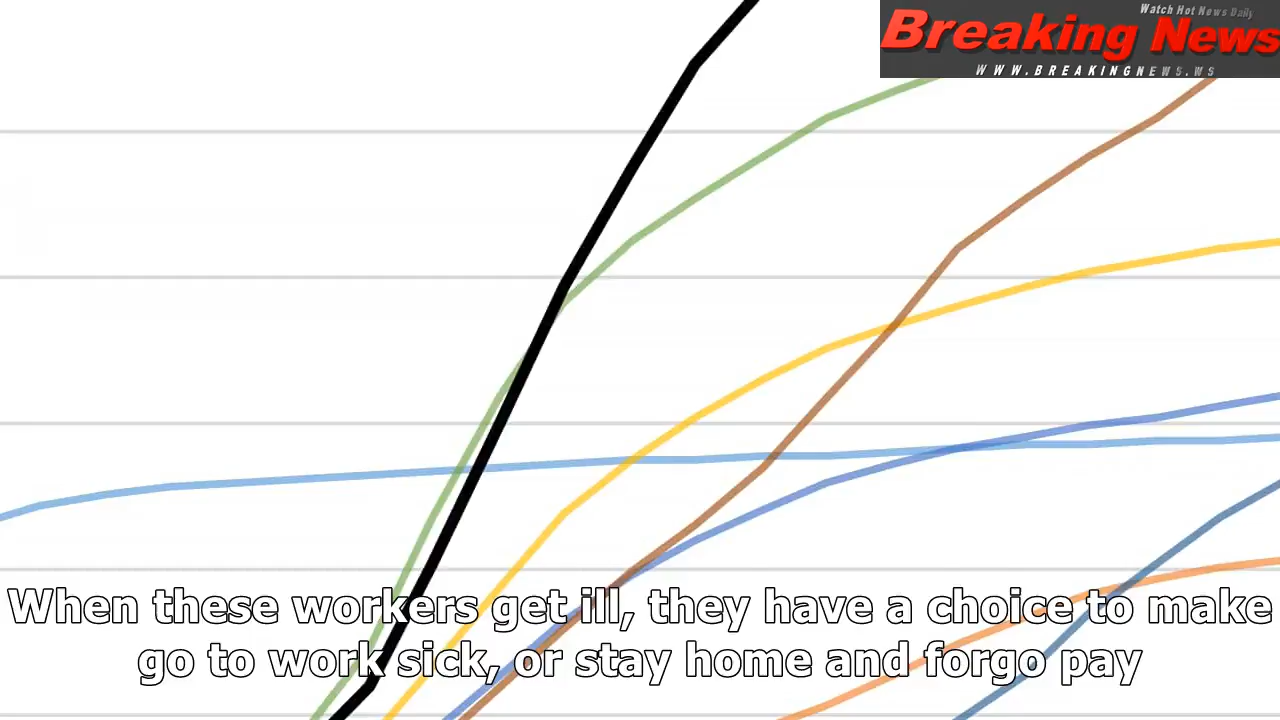 Watch Hot News Daily
Breaking News
WWW.BREAKINGNEWS.WS
When these workers get ill, they have a choice to make
go to work sick, or stay home and forgo pay